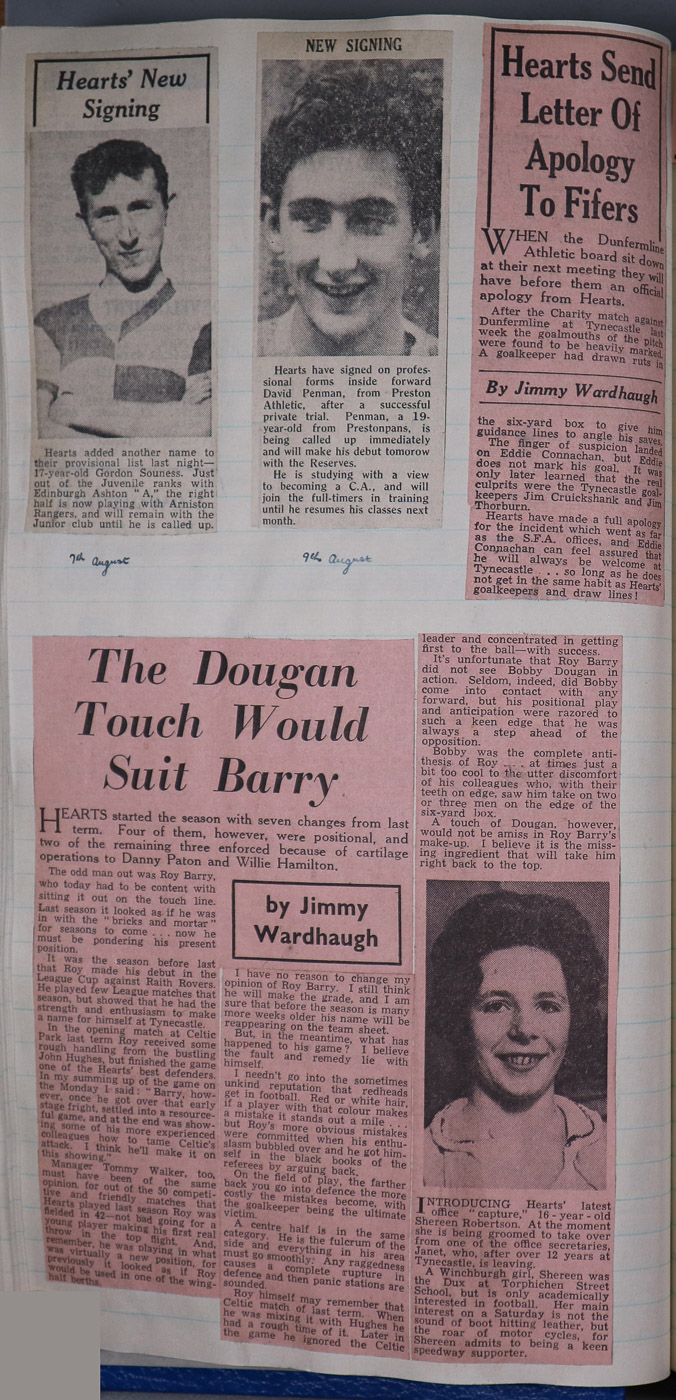 Hearts' New
Signing
Hearts added another name to
their provisional list last night—
17-year-old Gordon Souness. Just
out of the Juvenile ranks with
Edinburgh Ashton "A," the right
half is now playing with Arniston
Rangers, and will remain with the
Junior club until he is called up.
7th August
NEW SIGNING
Hearts have signed on profes-
sional forms inside forward
David Penman, from Preston
Athletic, after a successful
private trial. Penman, a 19-
year-old from Prestonpans, is
being called up immediately
and will make his debut tomorow
with the Reserves.
He is studying with a view
to becoming a C.A., and will
join the full-timers in training
until he resumes his classes next
month.
9th August
Hearts Send
Letter Of
Apology
To Fifers
WHEN the Dunfermline
Athletic board sit down
at their next meeting they will
have before them an official
apology from Hearts.
After the Charity match against
Dunfermline at Tynecastle last
week the goalmouths of the pitch
were found to be heavily marked.
A goalkeeper had drawn ruts in
By Jimmy Wardhaugh
the six-yard box to give him
guidance lines to angle his saves.
The finger of suspicion landed
on Eddie Connachan, but Eddie
does not mark his goal. It was
only later learned that the real
culprits were the Tynecastle goal-
keepers Jim Cruickshank and Jim
Thorburn.
Hearts have made a full apology
for the incident which went as far
as the S.F.A. offices, and Eddie
Connachan can feel assured that
he will always be welcome at
Tynecastle . . . so long as he does
not get in the same habit as Hearts'
goalkeepers and draw lines!
The Dougan
Touch Would
Suit Barry
HEARTS started the season with seven changes from last
term. Four of them, however, were positional, and
two of the remaining three enforced because of cartilage
operations to Danny Paton and Willie Hamilton.
The odd man out was Roy Barry,
who today had to be content with
sitting it out on the touch line.
Last season it looked as if he was
in with the "bricks and mortar"
for seasons to come . . . now he
must be pondering his present
position.
It was the season before last
that Roy made his debut in the
League Cup against Raith Rovers.
He played few League matches that
season, but showed that he had the
strength and enthusiasm to make
a name for himself at Tynecastle.
In the opening match at Celtic
Park last term Roy received some
rough handling from the bustling
John Hughes, but finished the game
one of the Hearts' best defenders.
In my summing up of the game on
the Monday I said: "Barry, how-
ever, once he got over that early
stage fright, settled into a resource-
ful game, and at the end was show-
ing some of his more experienced
colleagues how to tame Celtic's
attack. I think he'll make it on
this showing."
Manager Tommy Walker, too,
must have been of the same
opinion, for out of the 50 competi-
tive and friendly matches that
Hearts played last season Roy was
fielded in 42—not bad going for a
young player making his first real
throw in the top flight. And,
remember, he was playing in what
was virtually a new position, for
previously it looked as if Roy
would be used in one of the wing-
half berths.
by Jimmy
Wardhaugh
I have no reason to change my
opinion of Roy Barry. I still think
he will make the grade, and I am
sure that before the season is many
more weeks older his name will be
reappearing on the team sheet.
But, in the meantime, what has
happened to his game? I believe
the fault and remedy lie with
himself.
I needn't go into the sometimes
unkind reputation that redheads
get in football. Red or white hair,
if a player with that colour makes
a mistake it stands out a mile . . .
but Roy's more obvious mistakes
were committed when his enthu-
siasm bubbled over and he got him-
self in the black books of the
referees by arguing back.
On the field of play, the farther
back you go into defence the more
costly the mistakes become, with
the goalkeeper being the ultimate
victim.
A centre half is in the same
category. He is the fulcrum of the
side and everything in his area
must go smoothly! Any raggedness
causes a complete rupture in
defence and then panic stations are
sounded.
Roy himself may remember that
Celtic match of last term. When
he was mixing it with Hughes he
had a rough time of it. Later in
the game he ignored the Celtic
leader and concentrated in getting
first to the ball—with success.
It's unfortunate that Roy Barry
did not see Bobby Dougan in
action. Seldom, indeed, did Bobby
come into contact with any
forward, but his positional play
and anticipation were razored to
such a keen edge that he was
always a step ahead of the
opposition.
Bobby was the complete anti-
thesis of Roy . . . at times just a
bit too cool to the utter discomfort
of his colleagues who, with their
teeth on edge, saw him take on two
or three men on the edge of the
six-yard box.
A touch of Dougan, however,
would not be amiss in Roy Barry's
make-up. I believe it is the miss-
ing ingredient that will take him
right back to the top.
INTRODUCING Hearts' latest
office "capture," 16-year-old
Shereen Robertson. At the moment
she is being groomed to take over
from one of the office secretaries,
Janet, who, after over 12 years at
Tynecastle, is leaving.
A Winchburgh girl, Shereen was
the Dux at Torphichen Street
School, but is only academically
interested in football. Her main
interest on a Saturday is not the
sound of boot hitting leather, but
the roar of motor cycles, for
Shereen admits to being a keen
speedway supporter.